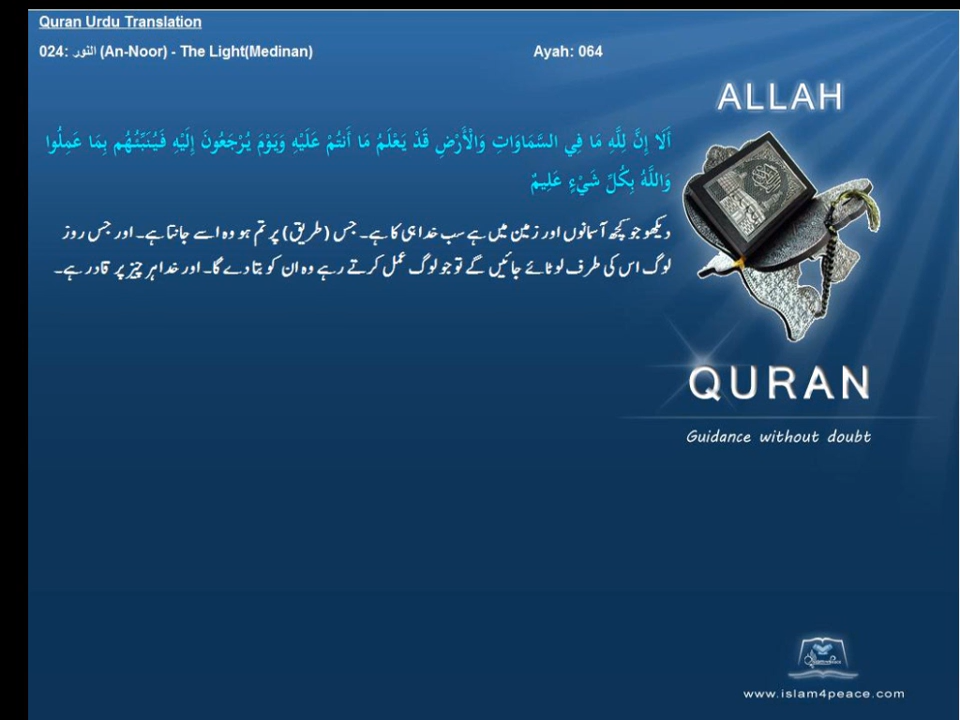 Quran Urdu Translation
024: النور (An-Noor) - The Light(Medinan) Ayah: 064
ALLAH
أَلَا إِنَّ لِلَّهِ مَا فِي السَّمَاوَاتِ وَالْأَرْضِ قَدْ يَعْلَمُ مَا أَنتُمْ عَلَيْهِ وَيَوْمَ يُرْجَعُونَ إِلَيْهِ فَيُنَبِّئُهُم بِمَا عَمِلُوا
وَاللَّهُ بِكُلِّ شَيْءٍ عَلِيمٌ
دیکھو جو کچھ آسمانوں اور زمین میں ہے سب خدا ہی کا ہے۔ جس (طریق) پر تم ہو وہ اسے جانتا ہے۔ اور جس روز
لوگ اس کی طرف لوٹائے جائیں گے تو جو لوگ عمل کرتے رہے وہ ان کو بتا دے گا۔ اور خدا ہر چیز پر قادر ہے۔
QURAN
Guidance without doubt
www.islam4peace.com